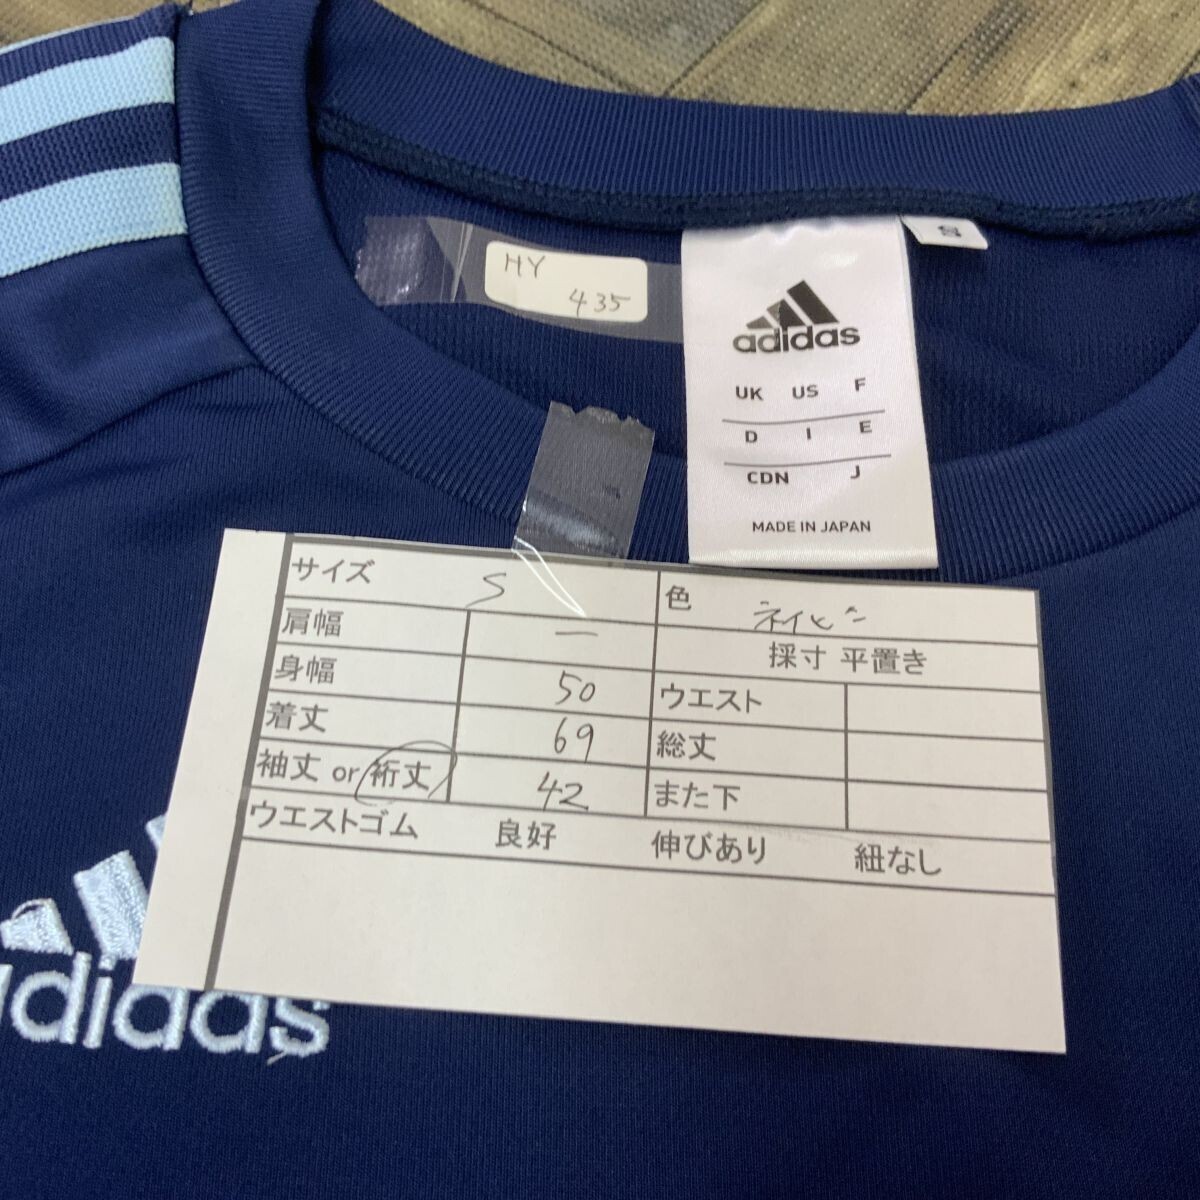 HY
435
adidas
UK US F
D I E
CDN J
MADE IN JAPAN
S
サイズ S 色 ネイビー
肩幅 ー 採寸 平置き
身幅 50 ウエスト
着丈 69 総丈
袖丈 or 裄丈 42 また下
ウエストゴム 良好 伸びあり 紐なし
adidas